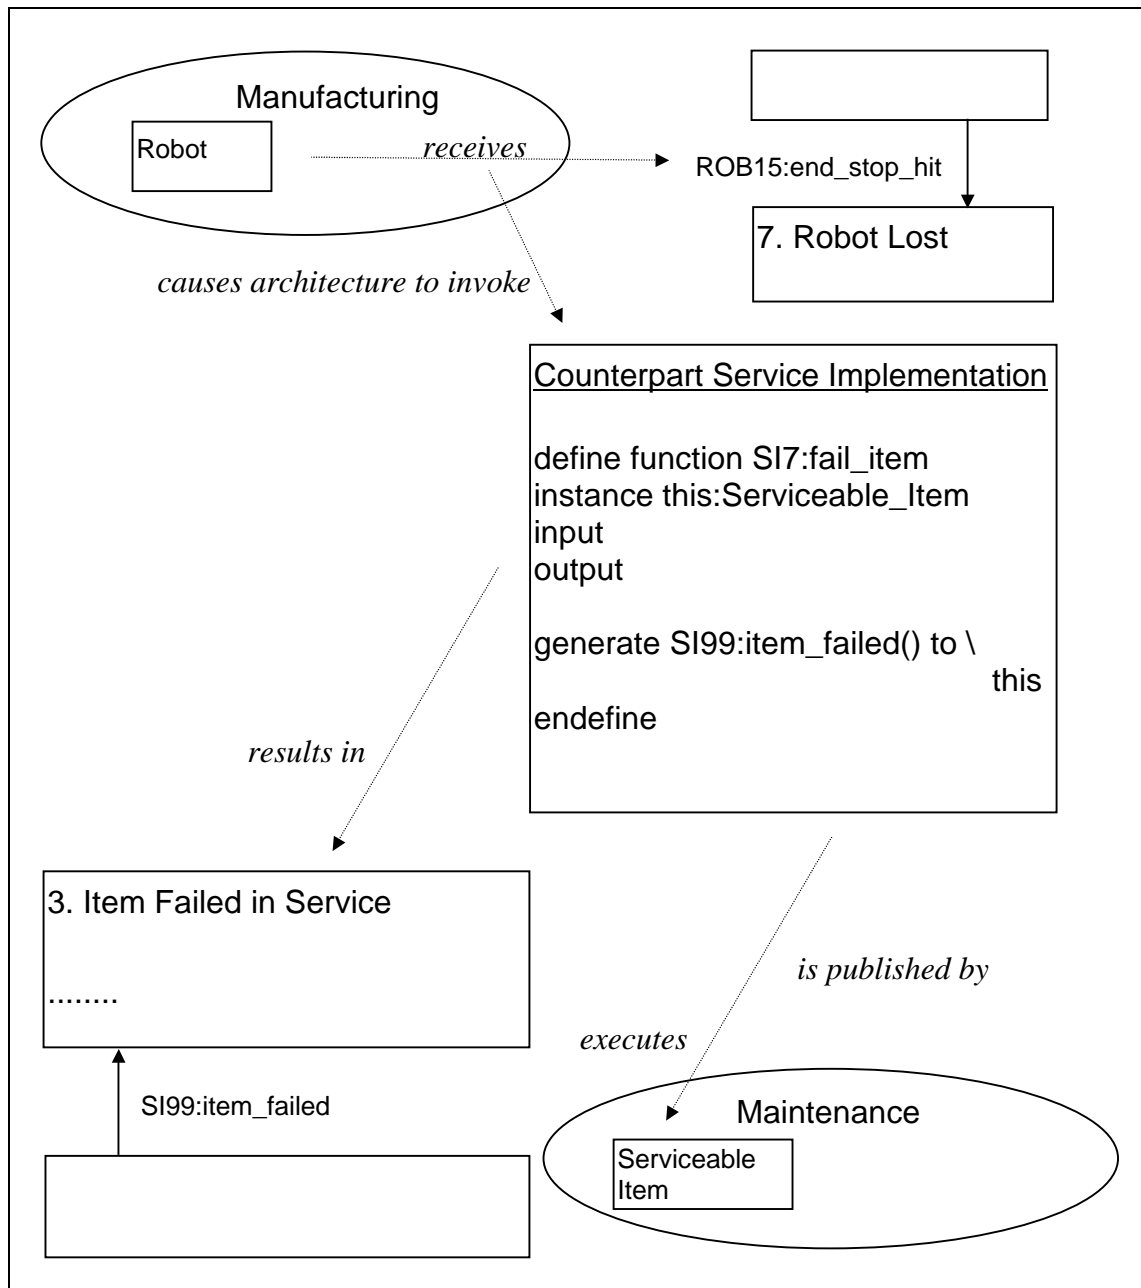 Manufacturing
Robot
receives
ROB15:end_stop_hit
7. Robot Lost
causes architecture to invoke
Counterpart Service Implementation
define function SI7:fail_item
instance this:Serviceable_Item
input
output
generate SI99:item_failed() to \
this
endefine
results in
3. Item Failed in Service
........
is published by
executes
SI99:item_failed
Maintenance
Serviceable
Item